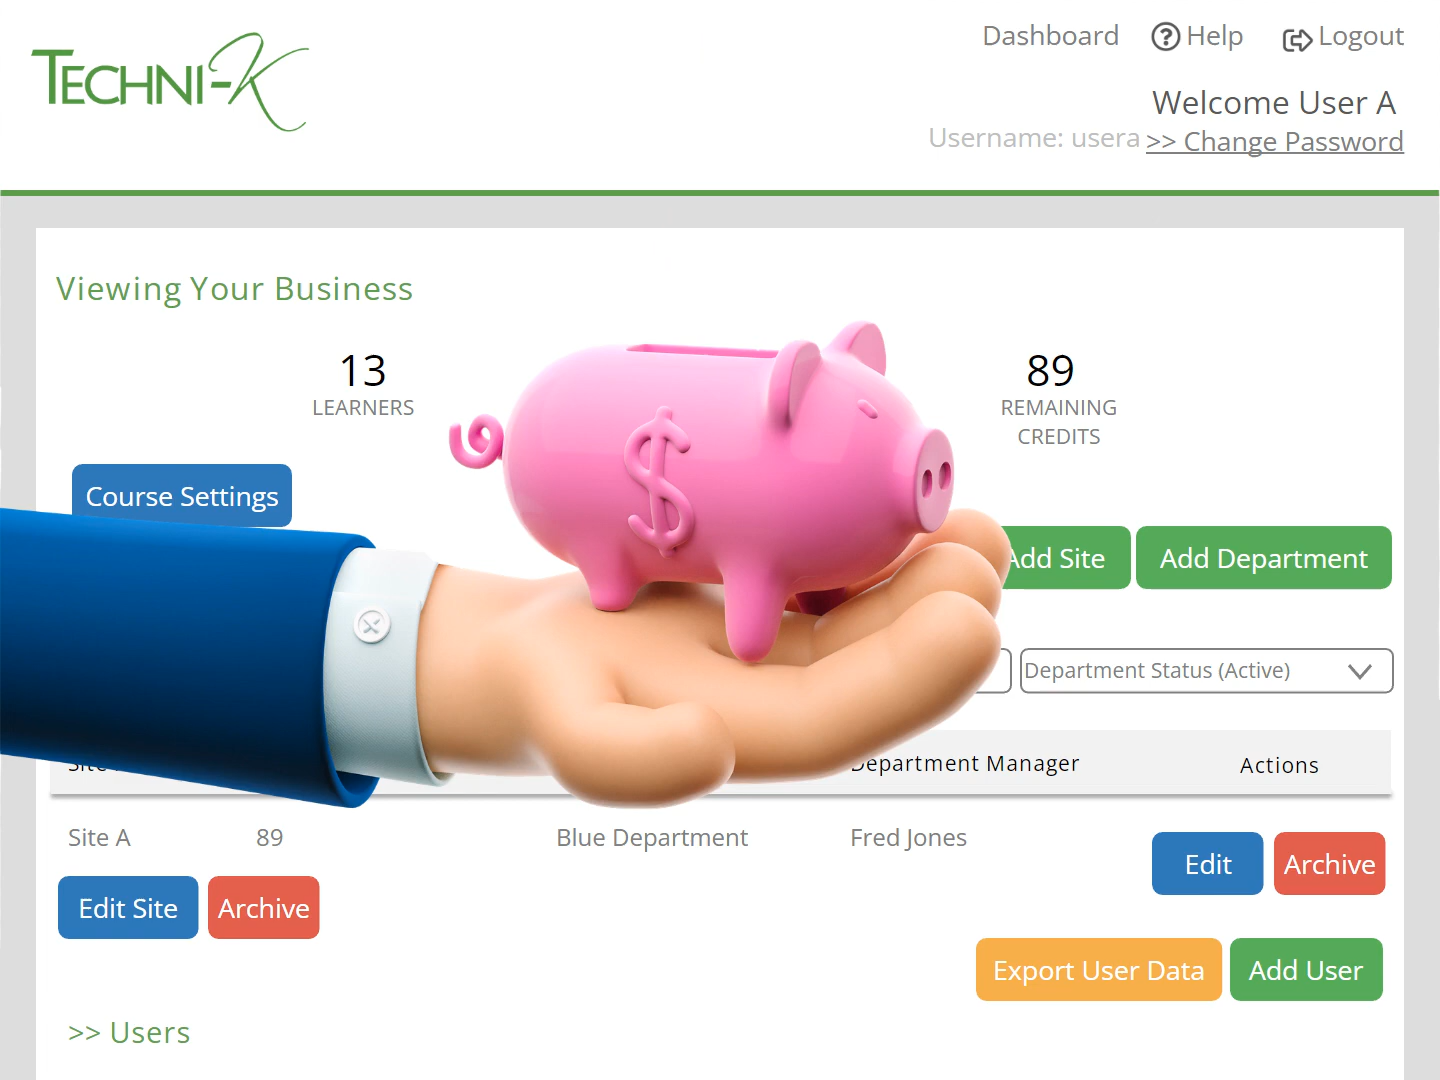 TECHNI-K
Dashboard
Help
Logout
Welcome User A
Username: usera >> Change Password
Viewing Your Business
13
LEARNERS
89
REMAINING
CREDITS
Course Settings
Add Site
Add Department
Department Status (Active)
Department Manager
Actions
Site A
89
Blue Department
Fred Jones
Edit
Archive
Edit Site
Archive
Export User Data
Add User
>> Users
$